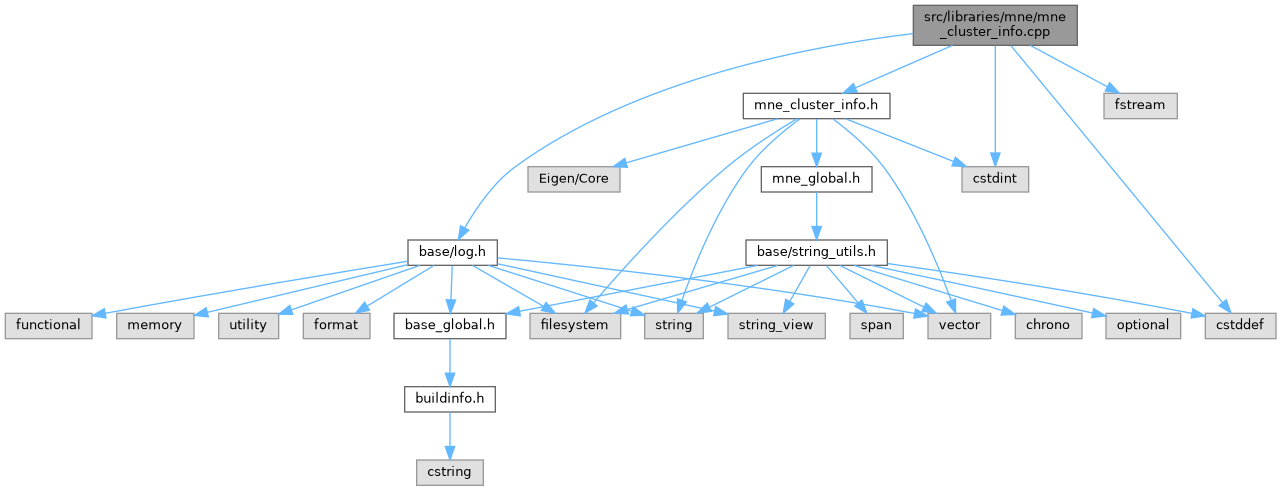 src/libraries/mne/mne
_cluster_info.cpp
mne_cluster_info.h
fstream
Eigen/Core
mne_global.h
cstdint
base/log.h
base/string_utils.h
functional
memory
utility
format
base_global.h
filesystem
string
string_view
span
vector
chrono
optional
cstddef
buildinfo.h
cstring